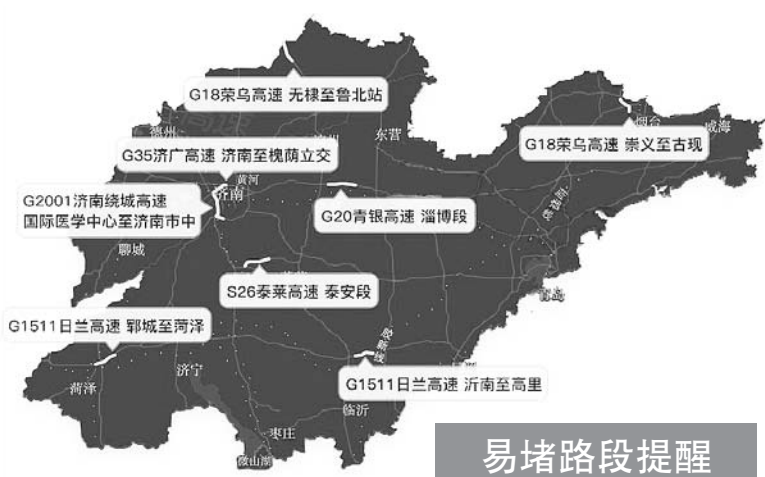 G18荣乌高速 无棣至鲁北站
德州
东营
烟台
威海
G18荣乌高速 崇义至古现
G35济广高速 济南至槐荫立交
黄河
济南
G2001济南绕城高速
国际医学中心至济南市中
G20青银高速 淄博段
聊城
S26泰莱高速 泰安段
青岛
G1511日兰高速 郓城至菏泽
济宁
菏泽
G1511日兰高速 沂南至高里
临沂
枣庄
微山湖
易堵路段提醒